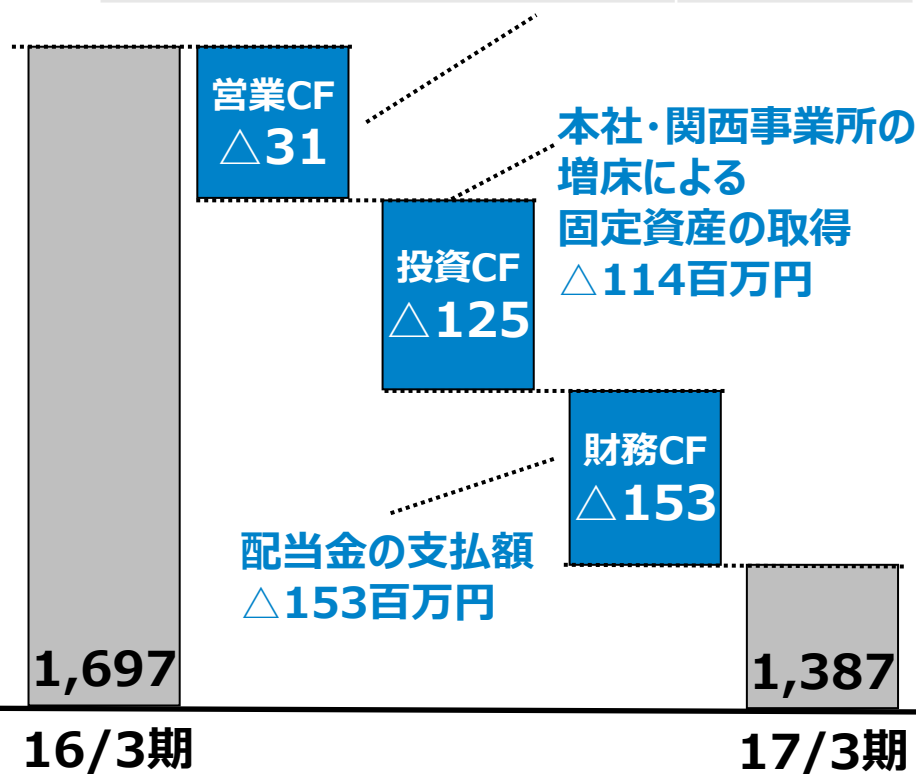 営業CF
△31
本社・関西事業所の
増床による
固定資産の取得
△114百万円
投資CF
△125
財務CF
△153
配当金の支払額
△153百万円
1,697
1,387
16/3期
17/3期